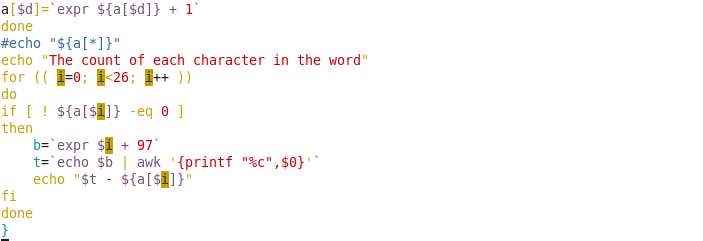 a[$d]=`expr ${a[$d]} + 1`
done
#echo "${a[*]}"
echo "The count of each character in the word"
for (( i=0; i<26; i++ ))
do
if [ ! ${a[$i]} -eq 0 ]
then
    b=`expr $i + 97`
    t=`echo $b | awk '{printf "%c",$0}'`
    echo "$t - ${a[$i]}"
fi
done
}